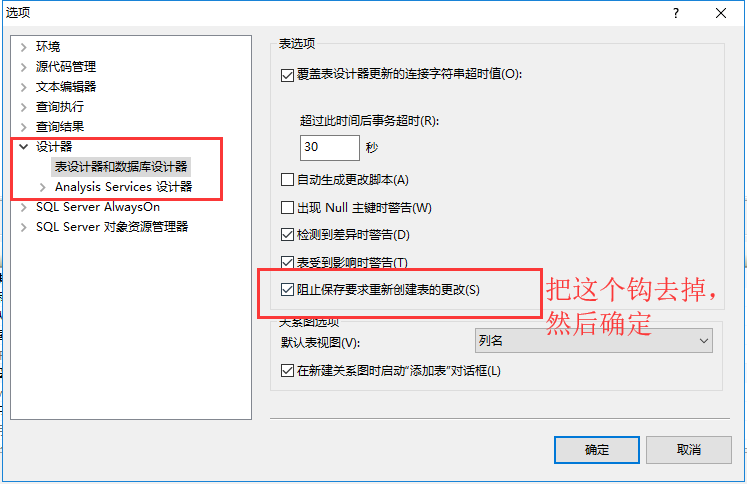 选项
环境
源代码管理
文本编辑器
查询执行
查询结果
设计器
表设计器和数据库设计器
Analysis Services 设计器
SQL Server AlwaysOn
SQL Server 对象资源管理器
表选项
覆盖表设计器更新的连接字符串超时值(O):
超过此时间后事务超时(R):
30 秒
自动生成更改脚本(A)
出现 Null 主键时警告(W)
检测到差异时警告(D)
表受到影响时警告(T)
阻止保存要求重新创建表的更改(S)
把这个钩去掉，
然后确定
关系图选项
默认表视图(V):
列名
在新建关系图时启动"添加表"对话框(L)
确定
取消